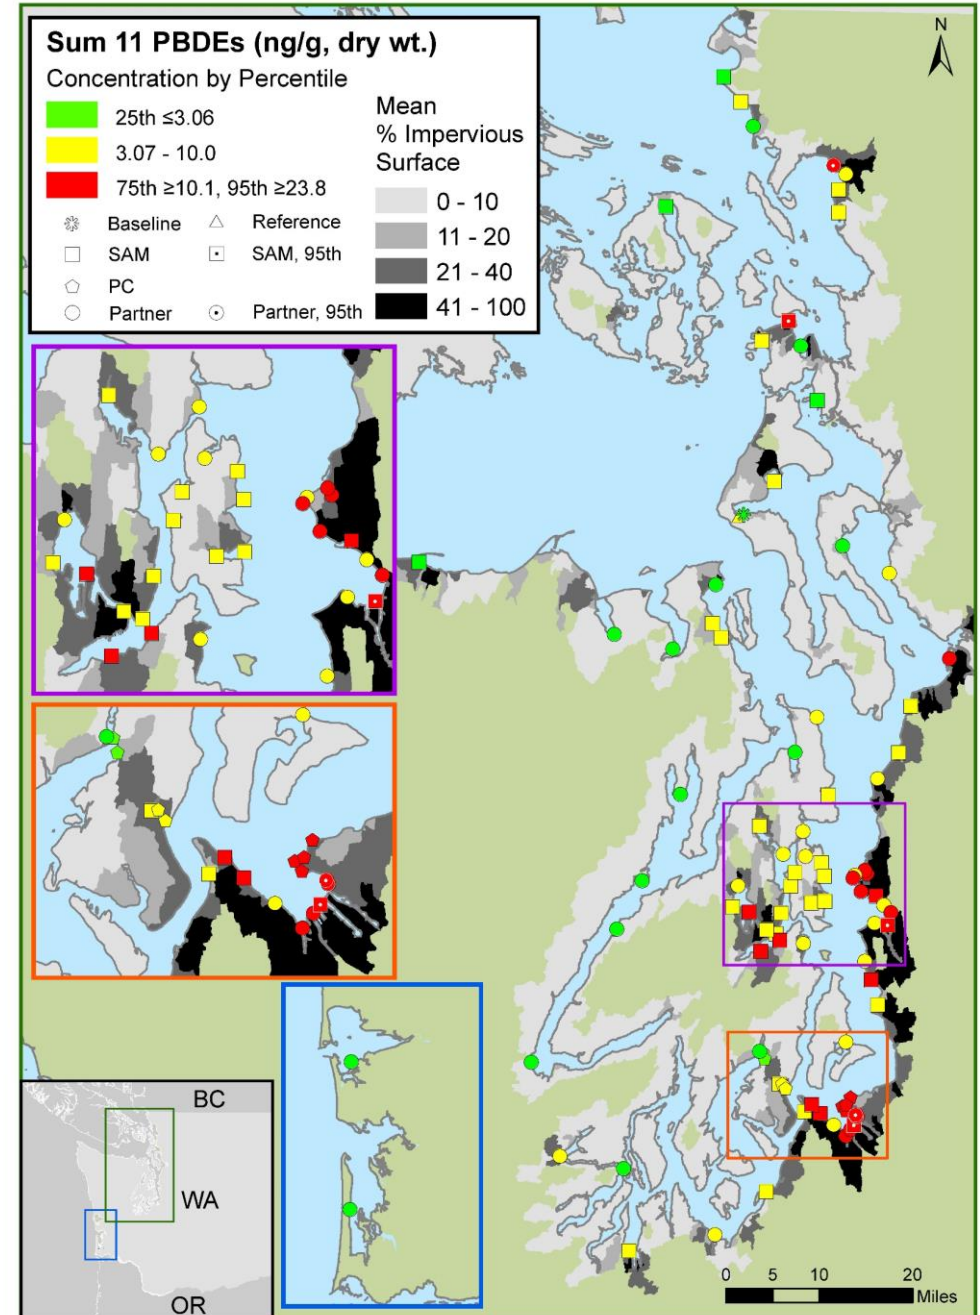 Sum 11 PBDEs (ng/g, dry wt.)
Concentration by Percentile
25th ≤3.06
3.07 - 10.0
75th ≥10.1, 95th ≥23.8
Baseline
Reference
SAM
SAM, 95th
PC
Partner
Partner, 95th
Mean
% Impervious
Surface
0 - 10
11 - 20
21 - 40
41 - 100
N
BC
WA
OR
0 5 10 20
Miles